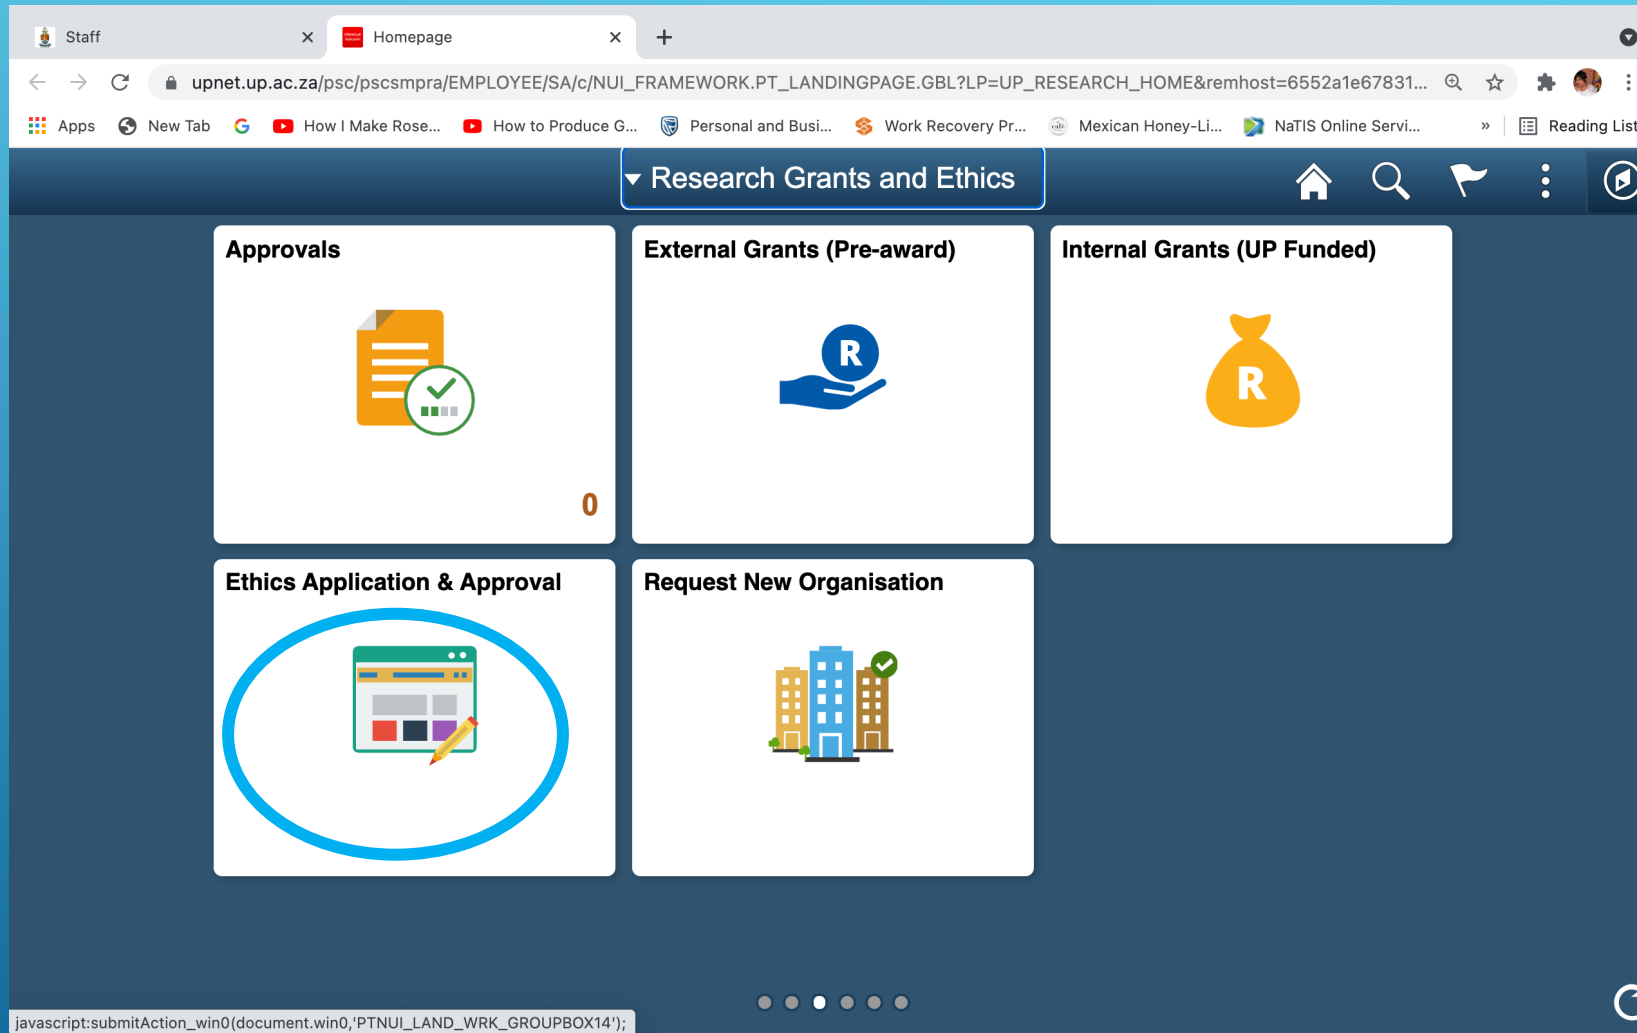 Staff
Homepage
upnet.up.ac.za/psc/pscsmpra/EMPLOYEE/SA/c/NUI_FRAMEWORK.PT_LANDINGPAGE.GBL?LP=UP_RESEARCH_HOME&remhost=6552a1e67831...
Apps New Tab How I Make Rose... How to Produce G... Personal and Busi... Work Recovery Pr... Mexican Honey-Li... NaTIS Online Servi... » Reading List
Research Grants and Ethics
Approvals
0
External Grants (Pre-award)
R
Internal Grants (UP Funded)
R
Ethics Application & Approval
Request New Organisation
javascript:submitAction_win0(document.win0,'PTNUI_LAND_WRK_GROUPBOX14');